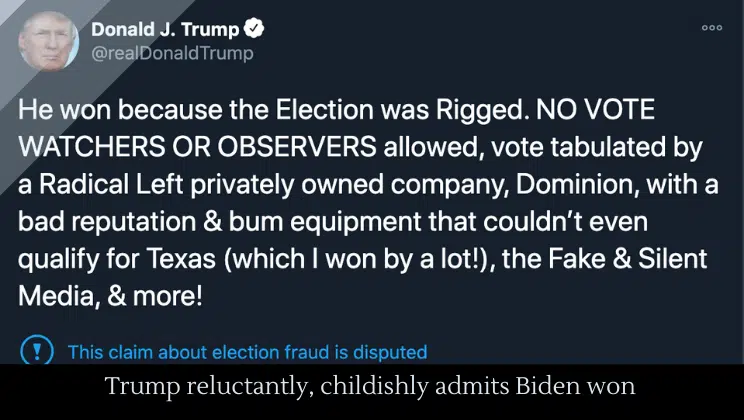 Donald J. Trump
@realDonaldTrump
He won because the Election was Rigged. NO VOTE
WATCHERS OR OBSERVERS allowed, vote tabulated by
a Radical Left privately owned company, Dominion, with a
bad reputation & bum equipment that couldn’t even
qualify for Texas (which I won by a lot!), the Fake & Silent
Media, & more!
This claim about election fraud is disputed
Trump reluctantly, childishly admits Biden won